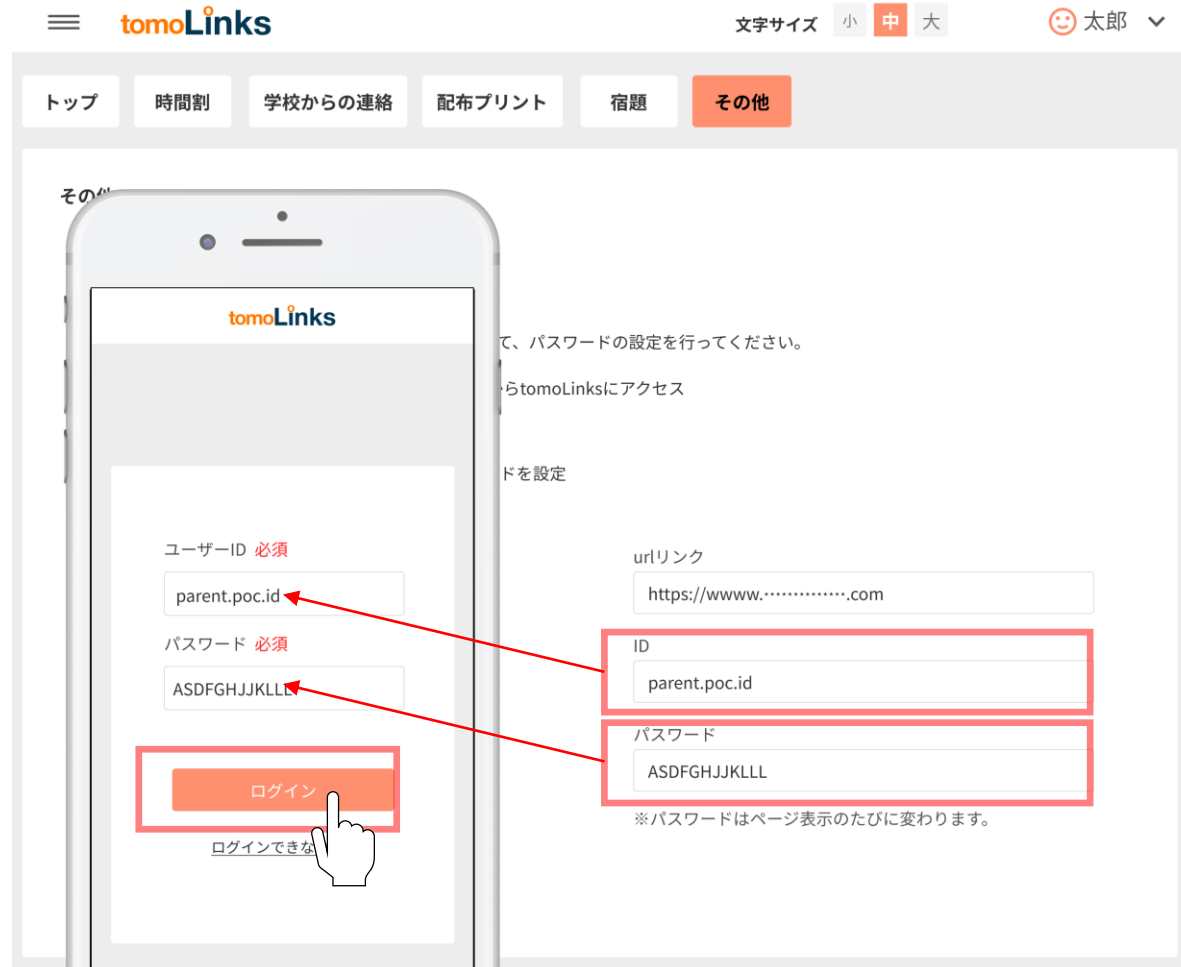 tomoLinks
文字サイズ 小 中 大
太郎
トップ 時間割 学校からの連絡 配布プリント 宿題 その他
その他
tomoLinks
て、パスワードの設定を行ってください。
らtomoLinksにアクセス
ドを設定
ユーザーID 必須
parent.poc.id
パスワード 必須
ASDFGHJJKLLL
ログイン
ログインできな
urlリンク
https://wwww.‥‥‥‥‥‥‥.com
ID
parent.poc.id
パスワード
ASDFGHJJKLLL
※パスワードはページ表示のたびに変わります。